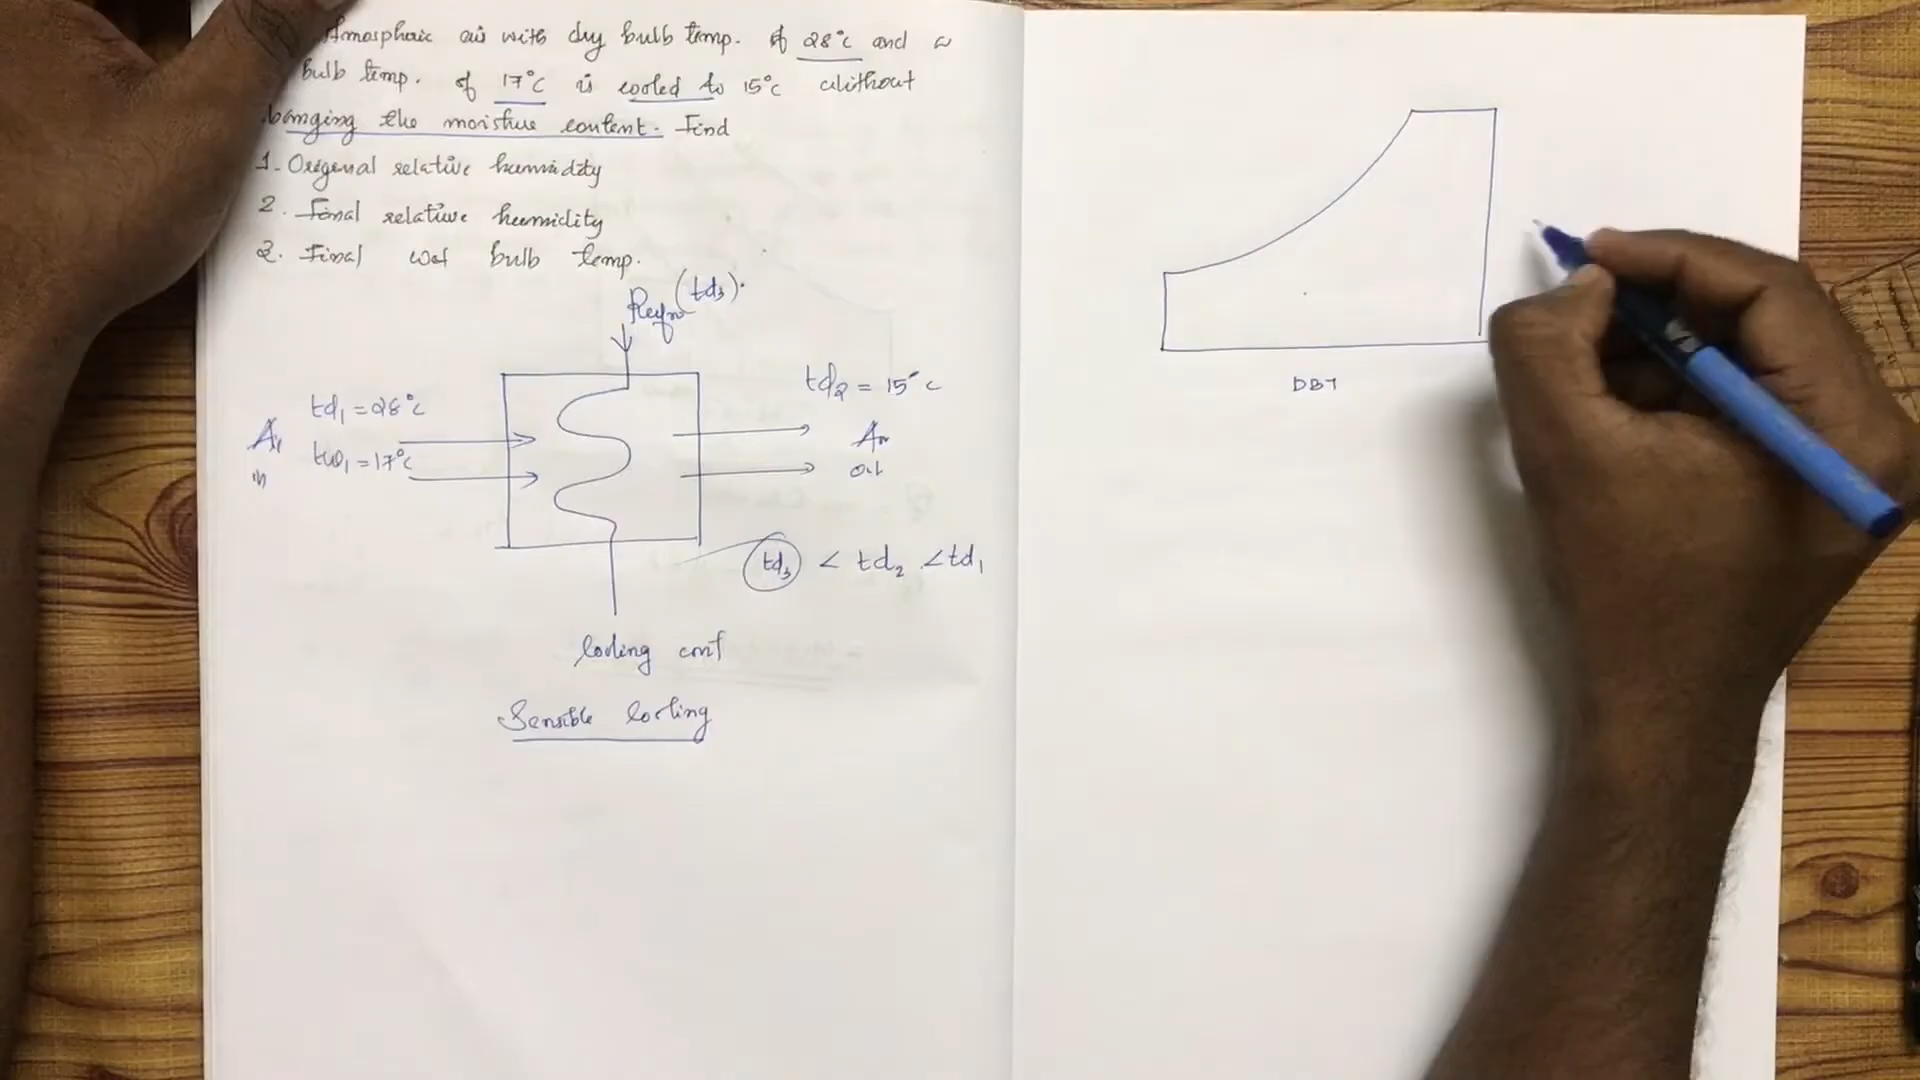 Atmospheric air with dry bulb temp. of 28°C and a
bulb temp. of 17°C is cooled to 15°C without
changing the moisture content. Find
1. Original relative humidity
2. Final relative humidity
2. Final wet bulb temp.
(td₃).
td₁ = 28°C
tw₁ = 17°C
Air
in
td₂ = 15°C
Air
out
td₃ < td₂ < td₁
Cooling
Sensible Cooling
DBT